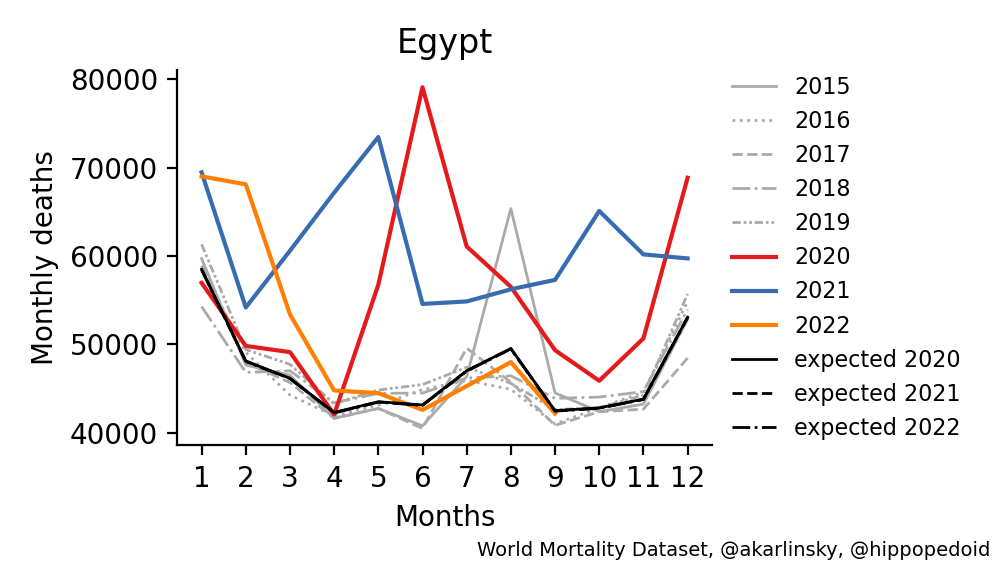 Egypt
80000
70000
60000
50000
40000
Monthly deaths
1 2 3 4 5 6 7 8 9 10 11 12
Months
2015
2016
2017
2018
2019
2020
2021
2022
expected 2020
expected 2021
expected 2022
World Mortality Dataset, @akarlinsky, @hippopedoid